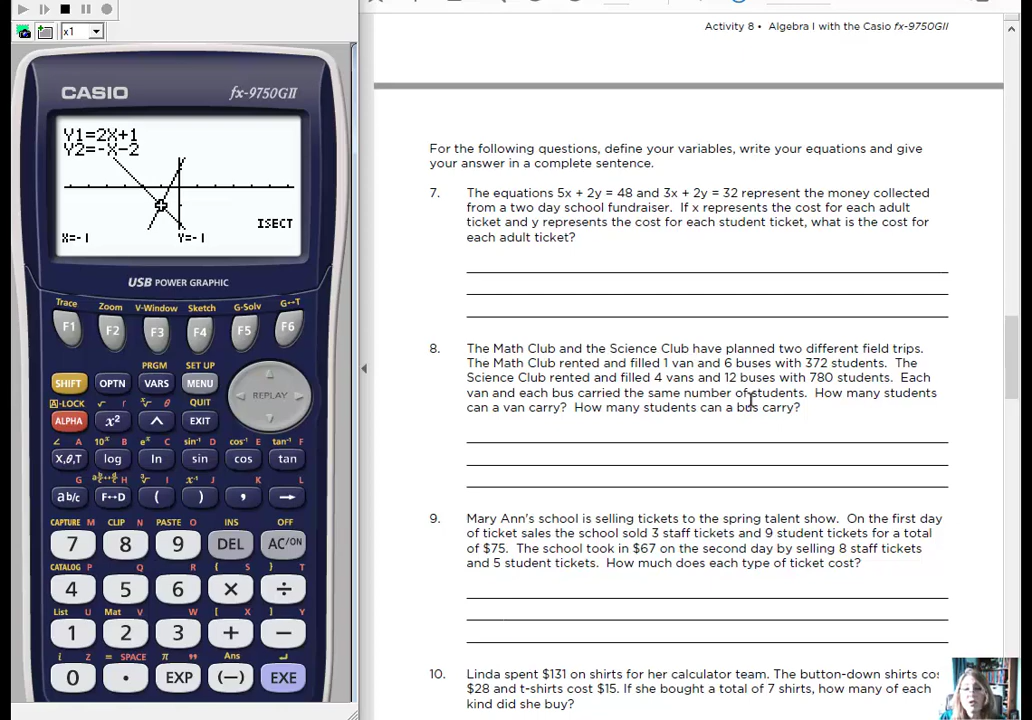 x1
Activity 8 • Algebra I with the Casio fx-9750GII
CASIO
fx-9750GII
Y1=2X+1
Y2=-X-2
ISECT
X=-1
Y=-1
USB POWER GRAPHIC
Trace Zoom V-Window Sketch G-Solv G↔T
F1 F2 F3 F4 F5 F6
PRGM SET UP
SHIFT OPTN VARS MENU
REPLAY
A-LOCK √ r x√ θ QUIT
ALPHA x² ^ EXIT
∠ A 10ˣ B eˣ C sin⁻¹ D cos⁻¹ E tan⁻¹ F
X,θ,T log ln sin cos tan
G H ³√ I x⁻¹ J K L
ab/c F↔D ( ) , →
CAPTURE M CLIP N PASTE O INS OFF
7 8 9 DEL AC/ON
CATALOG P Q R { S } T
4 5 6 × ÷
List U Mat V W [ X ] Y
1 2 3 + −
i Z = SPACE π " Ans
0 . EXP (−) EXE
For the following questions, define your variables, write your equations and give
your answer in a complete sentence.
7. The equations 5x + 2y = 48 and 3x + 2y = 32 represent the money collected
from a two day school fundraiser. If x represents the cost for each adult
ticket and y represents the cost for each student ticket, what is the cost for
each adult ticket?
8. The Math Club and the Science Club have planned two different field trips.
The Math Club rented and filled 1 van and 6 buses with 372 students. The
Science Club rented and filled 4 vans and 12 buses with 780 students. Each
van and each bus carried the same number of students. How many students
can a van carry? How many students can a bus carry?
9. Mary Ann's school is selling tickets to the spring talent show. On the first day
of ticket sales the school sold 3 staff tickets and 9 student tickets for a total
of $75. The school took in $67 on the second day by selling 8 staff tickets
and 5 student tickets. How much does each type of ticket cost?
10. Linda spent $131 on shirts for her calculator team. The button-down shirts cos
$28 and t-shirts cost $15. If she bought a total of 7 shirts, how many of each
kind did she buy?